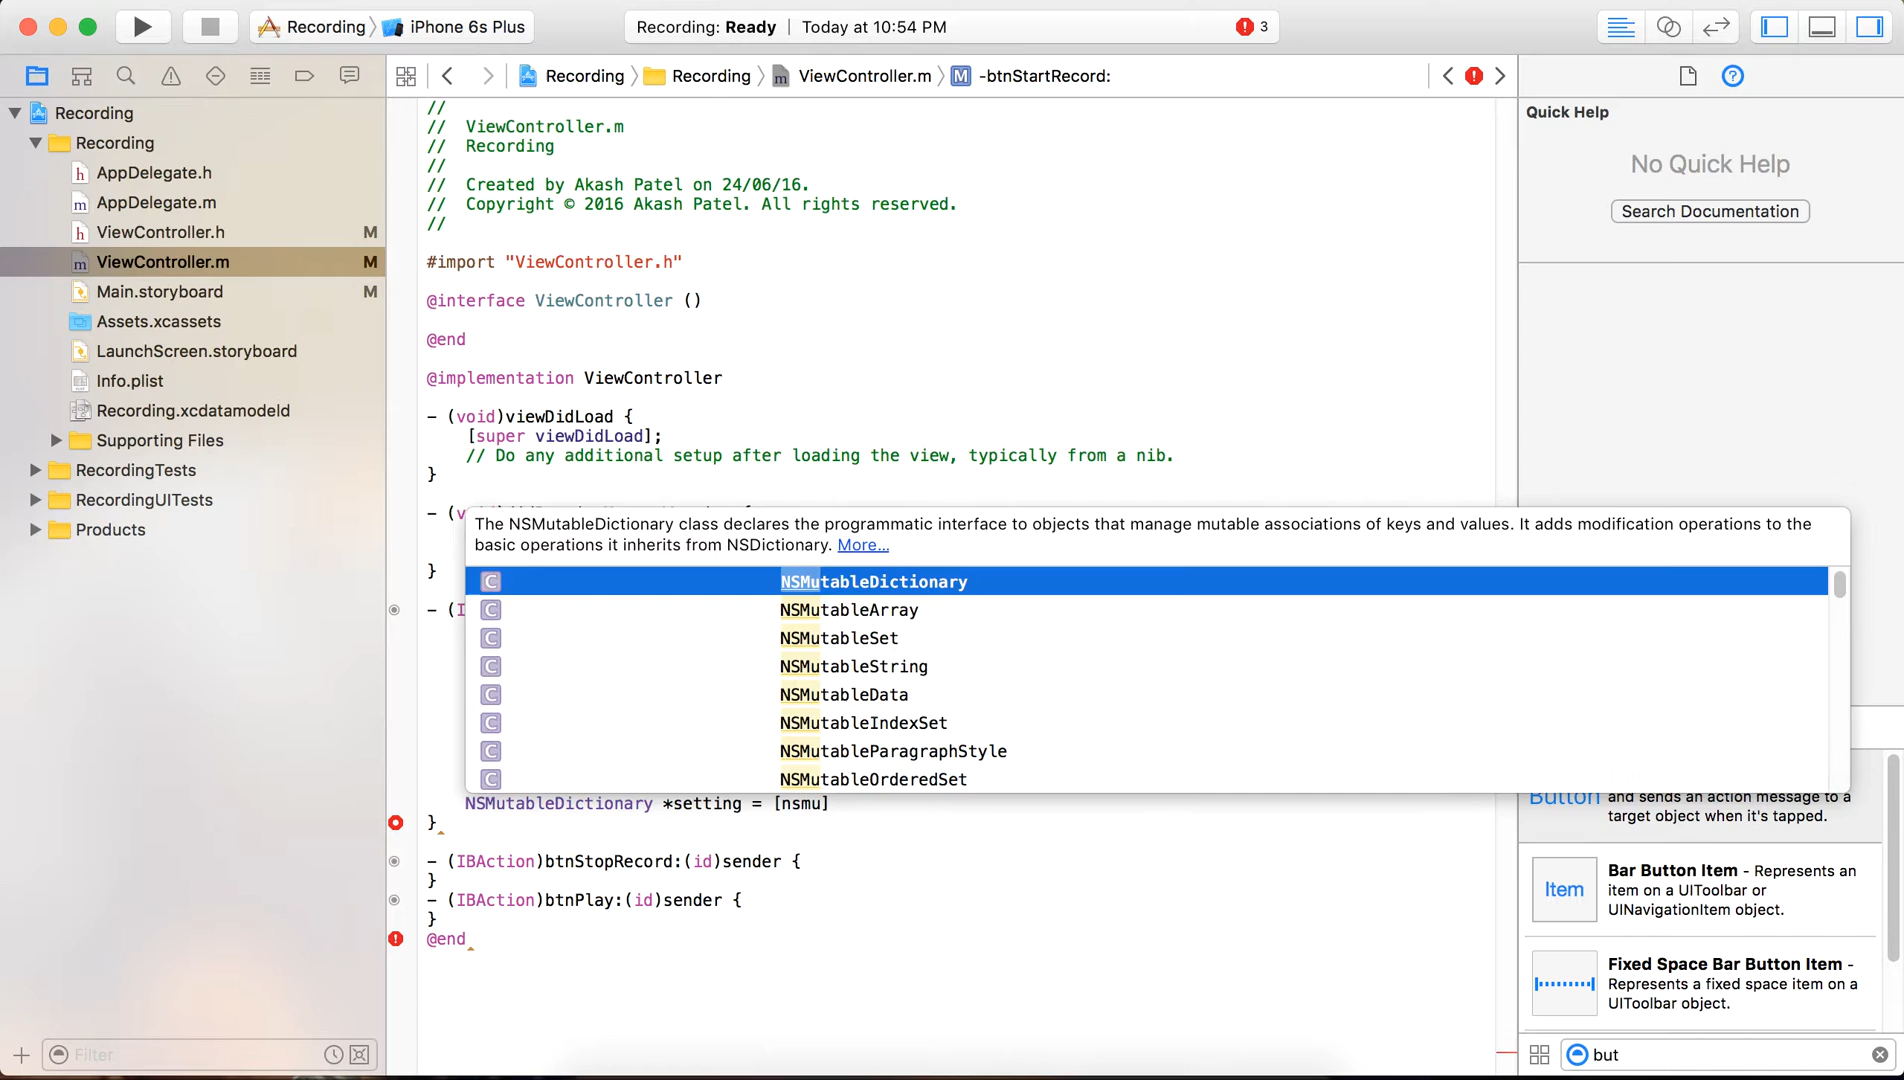 Recording
iPhone 6s Plus
Recording: Ready
Today at 10:54 PM
3
Recording
Recording
ViewController.m
M
-btnStartRecord:
Recording
Recording
h AppDelegate.h
m AppDelegate.m
h ViewController.h M
m ViewController.m M
Main.storyboard M
Assets.xcassets
LaunchScreen.storyboard
Info.plist
Recording.xcdatamodeld
Supporting Files
RecordingTests
RecordingUITests
Products
Filter
//
// ViewController.m
// Recording
//
// Created by Akash Patel on 24/06/16.
// Copyright © 2016 Akash Patel. All rights reserved.
//
#import "ViewController.h"
@interface ViewController ()
@end
@implementation ViewController
- (void)viewDidLoad {
[super viewDidLoad];
// Do any additional setup after loading the view, typically from a nib.
}
The NSMutableDictionary class declares the programmatic interface to objects that manage mutable associations of keys and values. It adds modification operations to the
basic operations it inherits from NSDictionary. More...
}
C NSMutableDictionary
C NSMutableArray
C NSMutableSet
C NSMutableString
C NSMutableData
C NSMutableIndexSet
C NSMutableParagraphStyle
C NSMutableOrderedSet
NSMutableDictionary *setting = [nsmu]
}
- (IBAction)btnStopRecord:(id)sender {
}
- (IBAction)btnPlay:(id)sender {
}
@end
Quick Help
No Quick Help
Search Documentation
Button
and sends an action message to a
target object when it's tapped.
Item
Bar Button Item - Represents an
item on a UIToolbar or
UINavigationItem object.
Fixed Space Bar Button Item -
Represents a fixed space item on a
UIToolbar object.
but